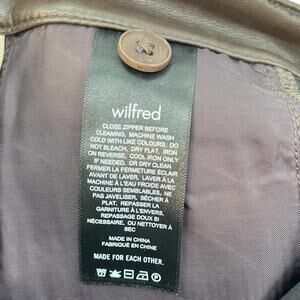 wilfred
CLOSE ZIPPER BEFORE
CLEANING, MACHINE WASH
COLD WITH LIKE COLOURS, DO
NOT BLEACH, DRY FLAT, IRON
ON REVERSE, COOL IRON ONLY
IF NEEDED. OR DRY CLEAN
FERMER LA FERMETURE ÉCLAIR
AVANT DE LAVER, LAVER À LA
MACHINE À L'EAU FROIDE AVEC
COULEURS SEMBLABLES, NE
PAS JAVELISER, SÉCHER À
PLAT, REPASSER LA
GARNITURE À L'ENVERS,
REPASSAGE DOUX SI
NÉCESSAIRE, OU NETTOYER À
SEC
MADE IN CHINA
FABRIQUÉ EN CHINE
MADE FOR EACH OTHER.